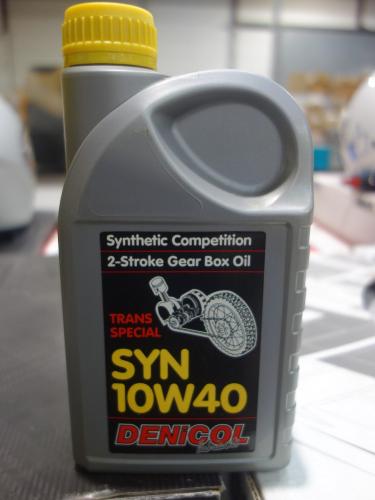 Synthetic Competition
2-Stroke Gear Box Oil
TRANS
SPECIAL
SYN
10W40
DENiCOL